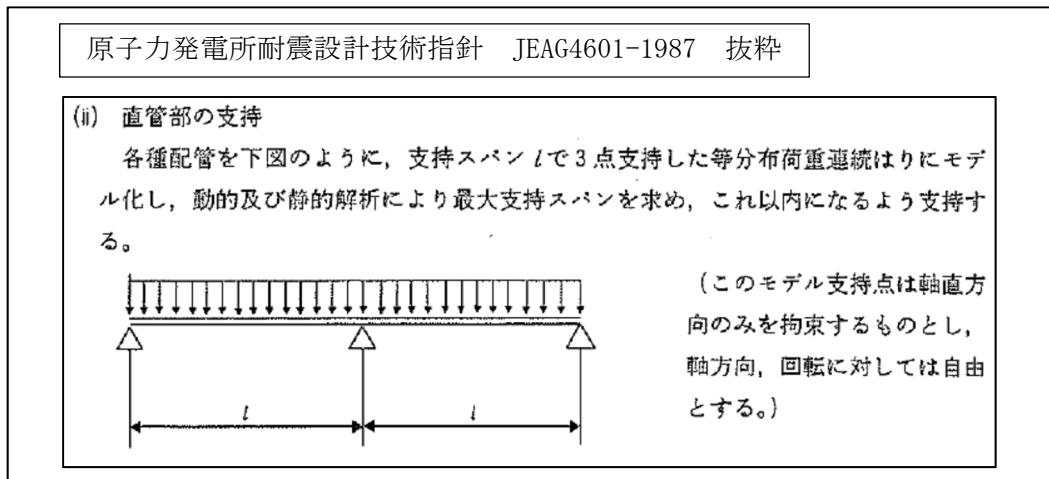 原子力発電所耐震設計技術指針 JEAG4601-1987 抜粋
(ii) 直管部の支持
各種配管を下図のように，支持スパン l で3点支持した等分布荷重連続はりにモデ
ル化し，動的及び静的解析により最大支持スパンを求め，これ以内になるよう支持す
る。
（このモデル支持点は軸直方
向のみを拘束するものとし，
軸方向，回転に対しては自由
とする。）
l
l